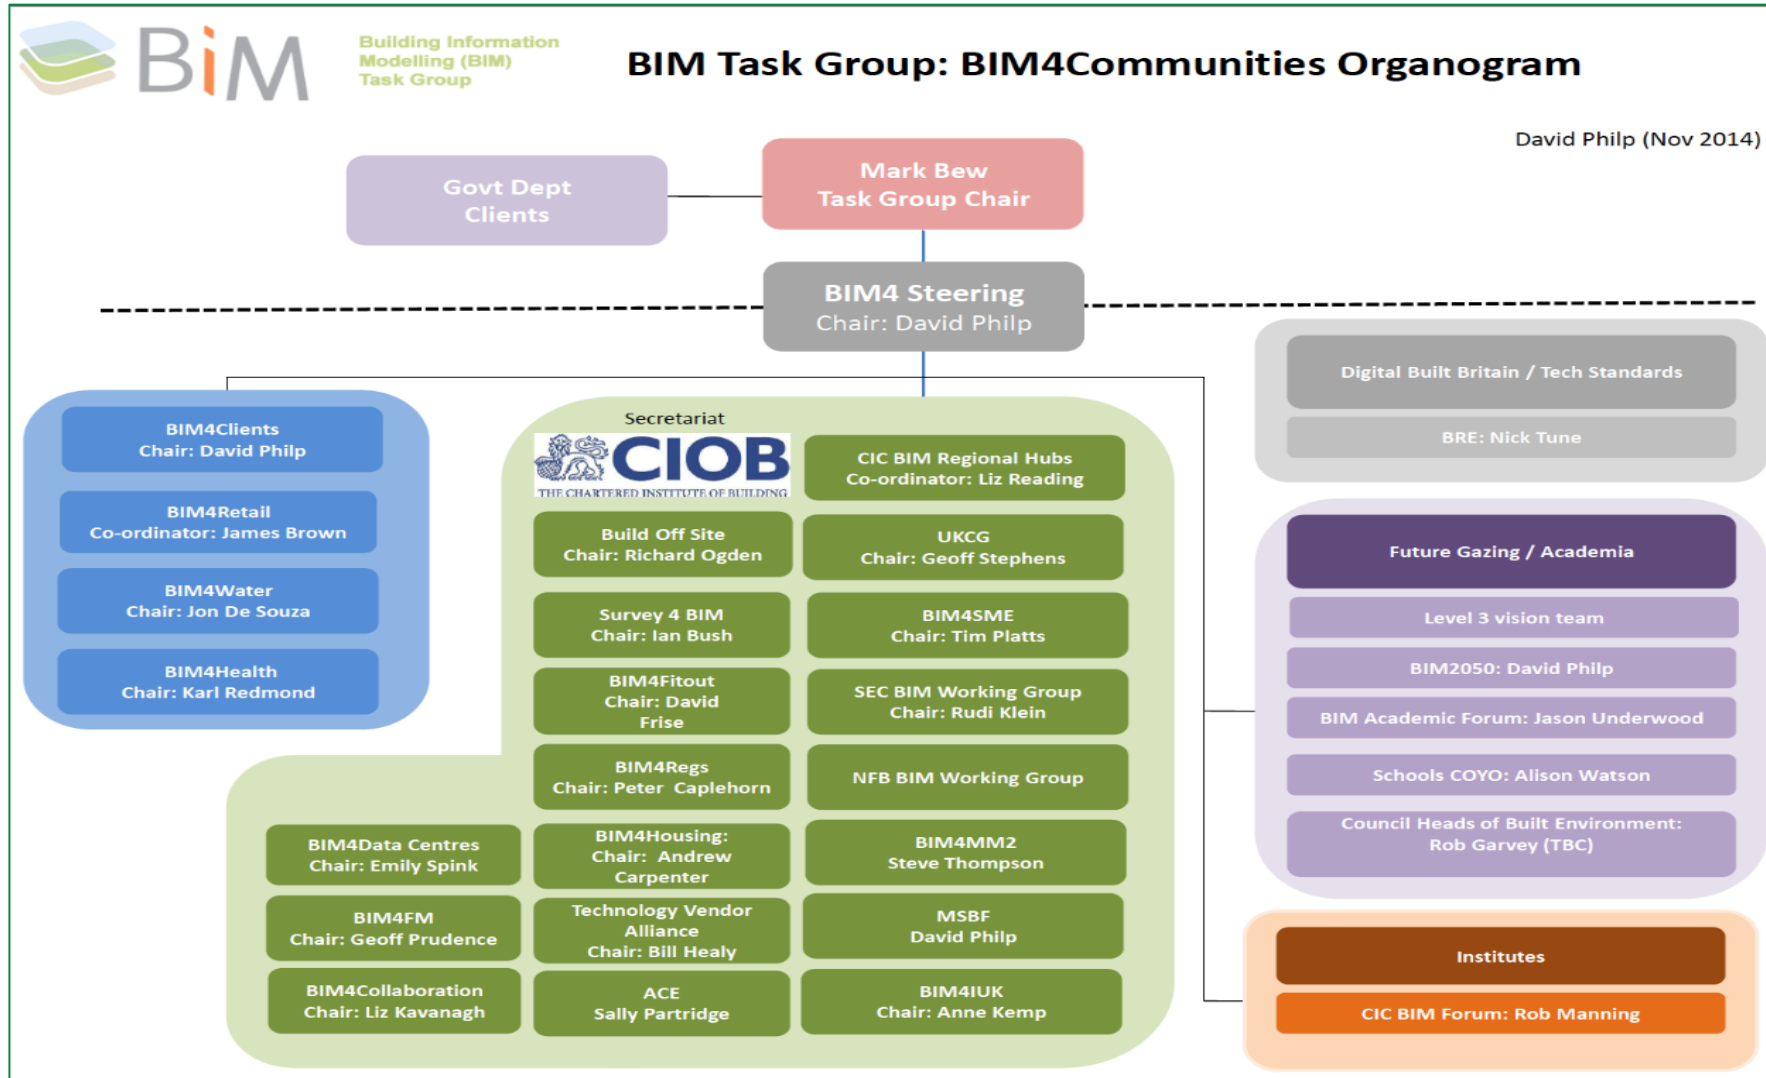 BiM
Building Information
Modelling (BIM)
Task Group
BIM Task Group: BIM4Communities Organogram
David Philp (Nov 2014)
Govt Dept
Clients
Mark Bew
Task Group Chair
BIM4 Steering
Chair: David Philp
BIM4Clients
Chair: David Philp
BIM4Retail
Co-ordinator: James Brown
BIM4Water
Chair: Jon De Souza
BIM4Health
Chair: Karl Redmond
Secretariat
CIOB
THE CHARTERED INSTITUTE OF BUILDING
Build Off Site
Chair: Richard Ogden
Survey 4 BIM
Chair: Ian Bush
BIM4Fitout
Chair: David
Frise
BIM4Regs
Chair: Peter Caplehorn
BIM4Housing:
Chair: Andrew
Carpenter
Technology Vendor
Alliance
Chair: Bill Healy
ACE
Sally Partridge
BIM4Data Centres
Chair: Emily Spink
BIM4FM
Chair: Geoff Prudence
BIM4Collaboration
Chair: Liz Kavanagh
CIC BIM Regional Hubs
Co-ordinator: Liz Reading
UKCG
Chair: Geoff Stephens
BIM4SME
Chair: Tim Platts
SEC BIM Working Group
Chair: Rudi Klein
NFB BIM Working Group
BIM4MM2
Steve Thompson
MSBF
David Philp
BIM4IUK
Chair: Anne Kemp
Digital Built Britain / Tech Standards
BRE: Nick Tune
Future Gazing / Academia
Level 3 vision team
BIM2050: David Philp
BIM Academic Forum: Jason Underwood
Schools COYO: Alison Watson
Council Heads of Built Environment:
Rob Garvey (TBC)
Institutes
CIC BIM Forum: Rob Manning